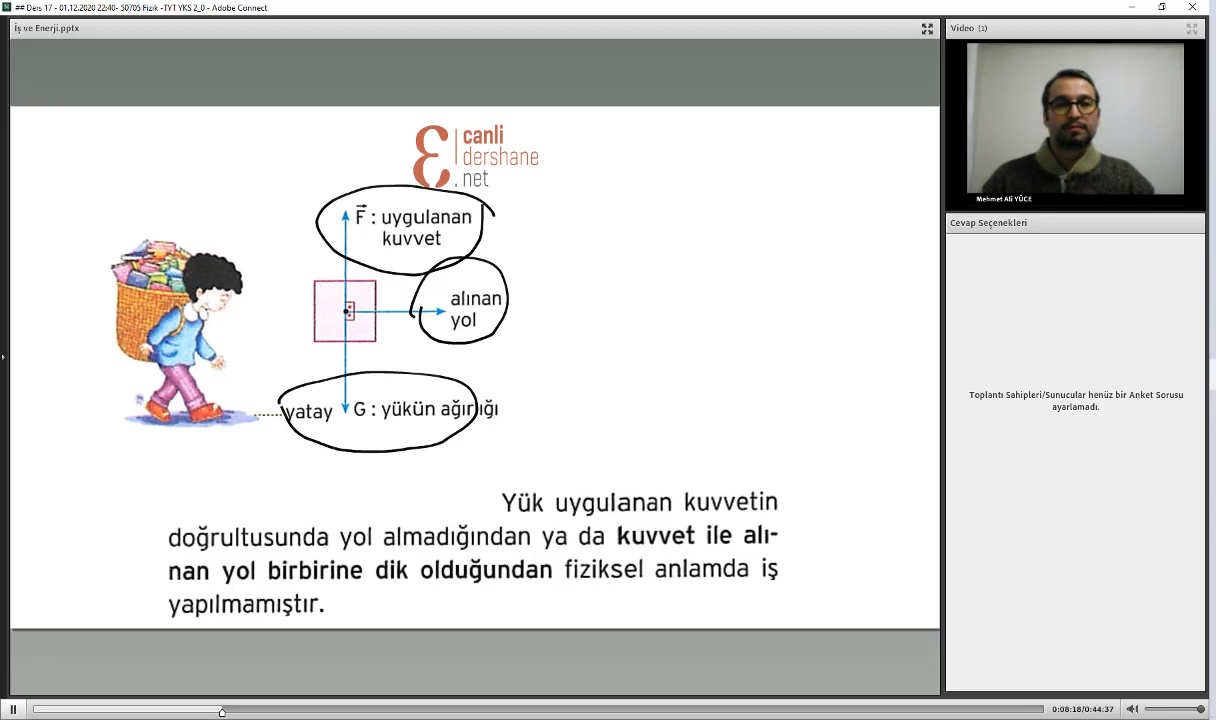 ## Ders 17 - 01.12.2020 22:40- 50705 Fizik -TYT YKS 2_0 - Adobe Connect
İş ve Enerji.pptx
Video (1)
canli
dershane
.net
F : uygulanan
kuvvet
alınan
yol
yatay
G : yükün ağırlığı
Yük uygulanan kuvvetin
doğrultusunda yol almadığından ya da kuvvet ile alı-
nan yol birbirine dik olduğundan fiziksel anlamda iş
yapılmamıştır.
Mehmet Ali YÜCE
Cevap Seçenekleri
Toplantı Sahipleri/Sunucular henüz bir Anket Sorusu
ayarlamadı.
0:08:18/0:44:37